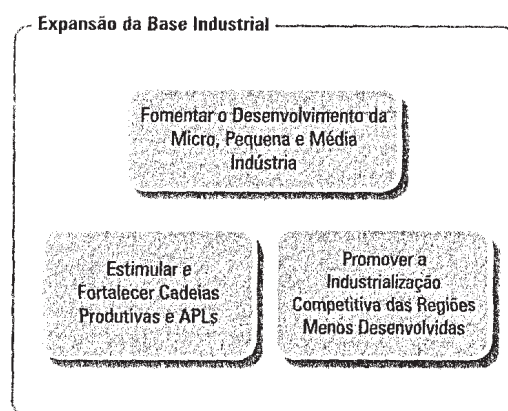 Expansão da Base Industrial
Fomentar o Desenvolvimento da
Micro, Pequena e Média
Indústria
Estimular e
Fortalecer Cadeias
Produtivas e APLs
Promover a
Industrialização
Competitiva das Regiões
Menos Desenvolvidas